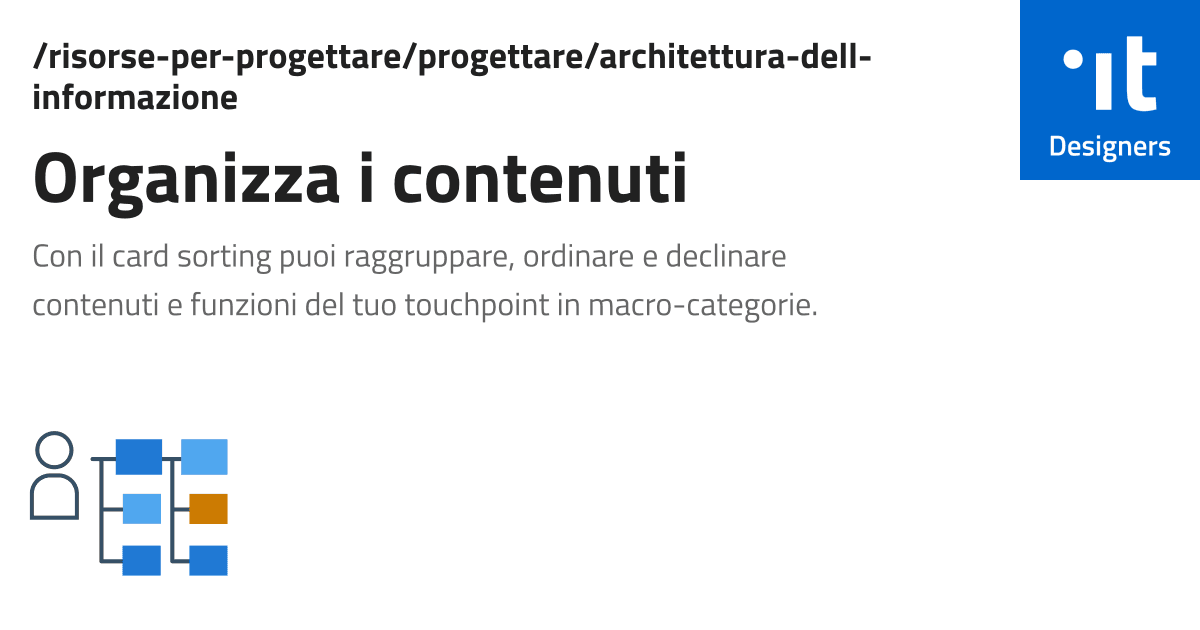 /risorse-per-progettare/progettare/architettura-dell-
informazione
Organizza i contenuti
Con il card sorting puoi raggruppare, ordinare e declinare
contenuti e funzioni del tuo touchpoint in macro-categorie.
it
Designers